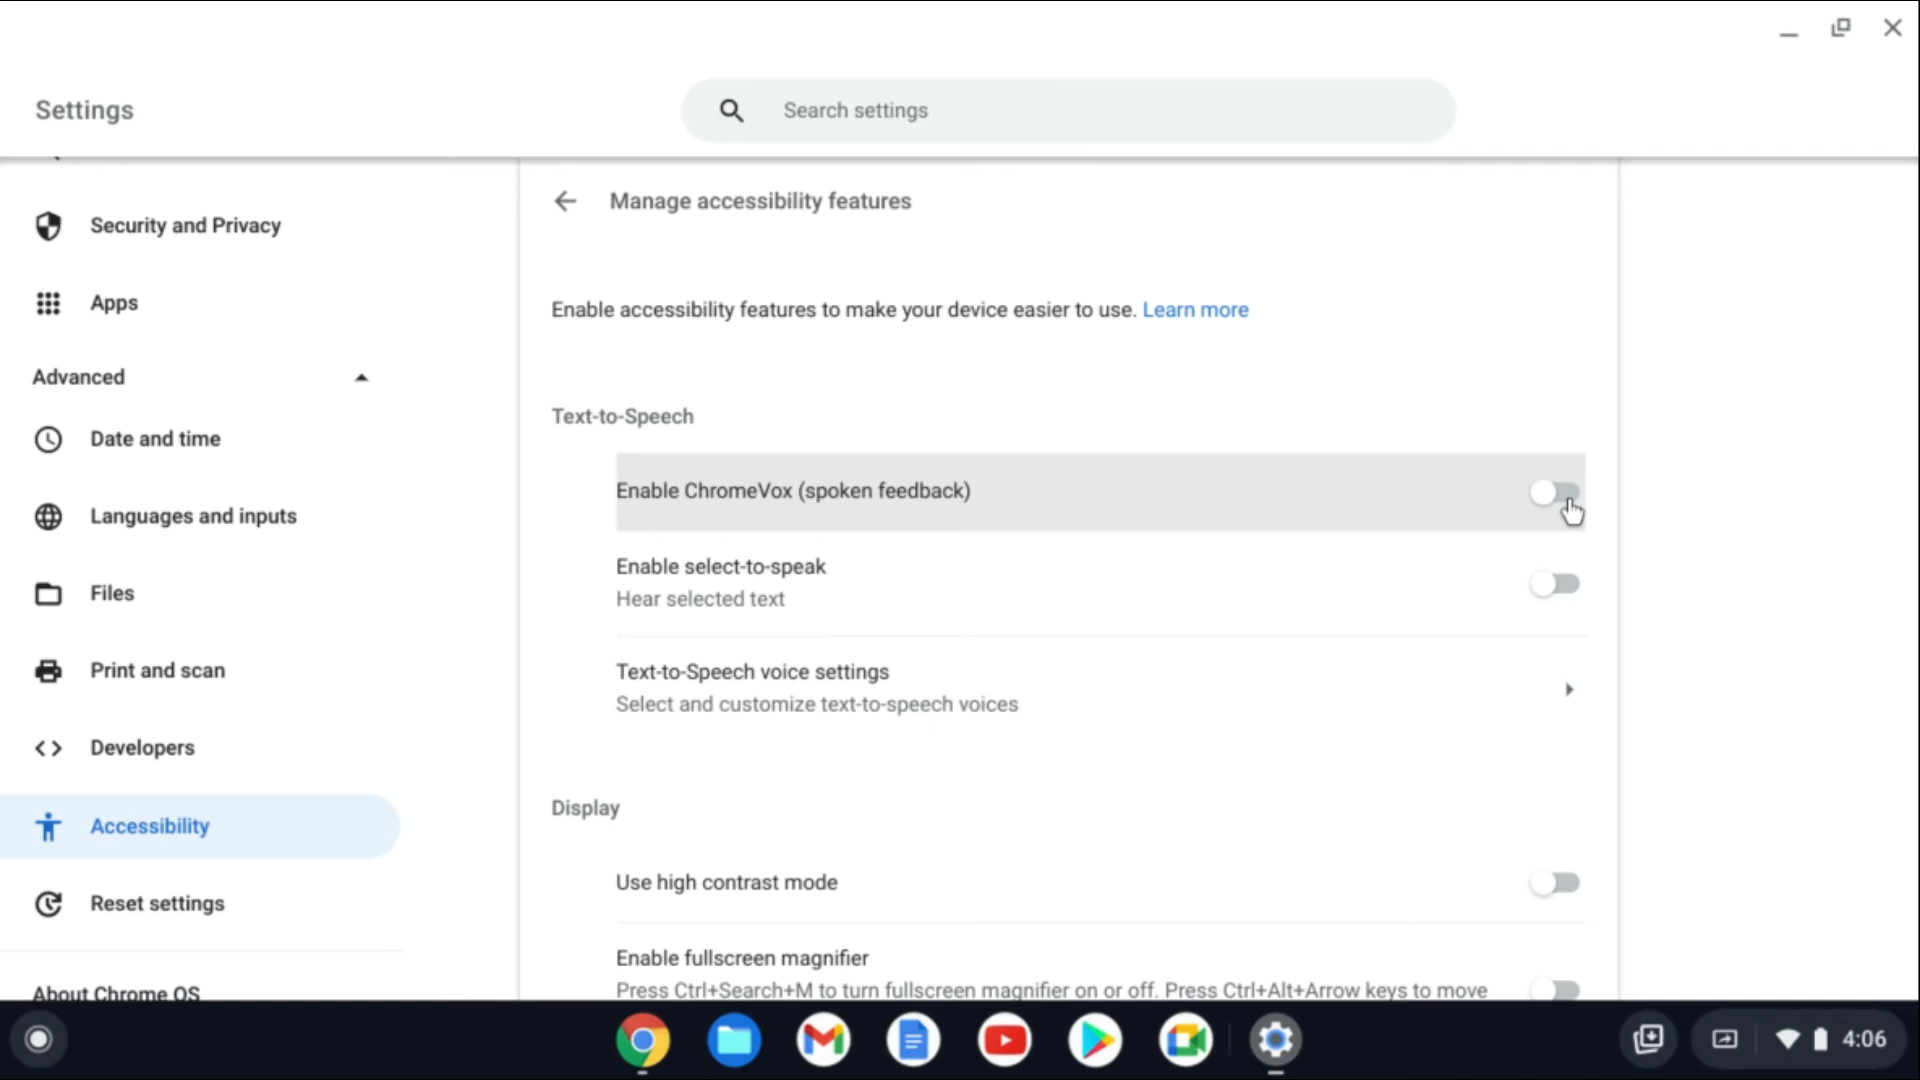 Settings
Search settings
Security and Privacy
Apps
Advanced
Date and time
Languages and inputs
Files
Print and scan
Developers
Accessibility
Reset settings
About Chrome OS
Manage accessibility features
Enable accessibility features to make your device easier to use. Learn more
Text-to-Speech
Enable ChromeVox (spoken feedback)
Enable select-to-speak
Hear selected text
Text-to-Speech voice settings
Select and customize text-to-speech voices
Display
Use high contrast mode
Enable fullscreen magnifier
Press Ctrl+Search+M to turn fullscreen magnifier on or off. Press Ctrl+Alt+Arrow keys to move
4:06